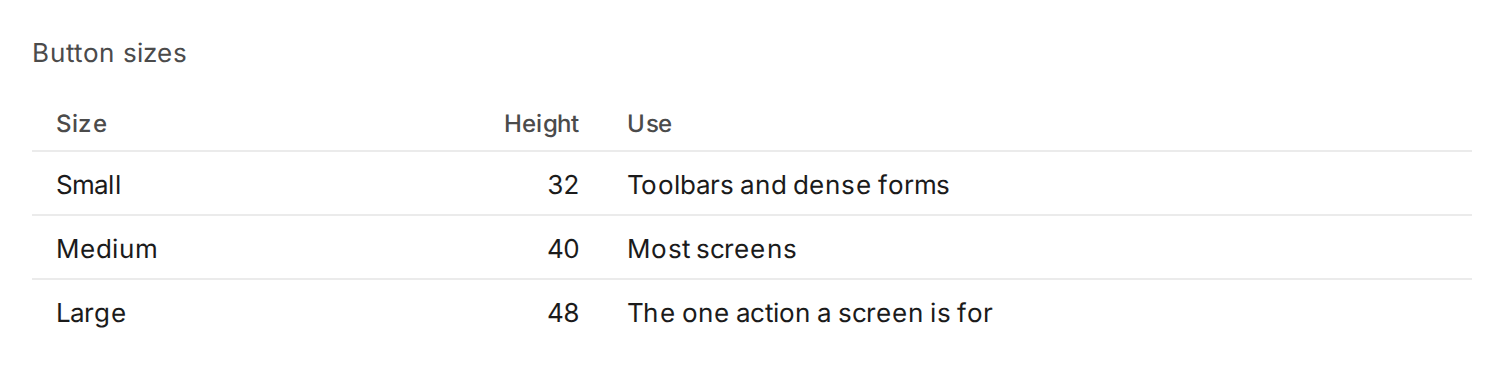 Button sizes
Size Height Use
Small 32 Toolbars and dense forms
Medium 40 Most screens
Large 48 The one action a screen is for